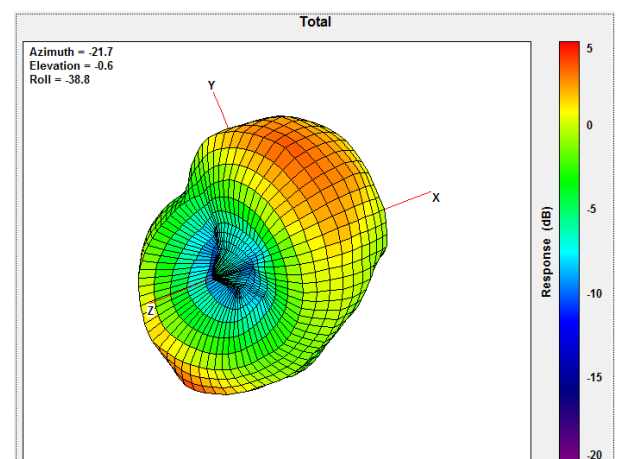 Total
Azimuth = -21.7
Elevation = -0.6
Roll = -38.8
Y
X
Z
5
0
-5
-10
-15
-20
Response (dB)